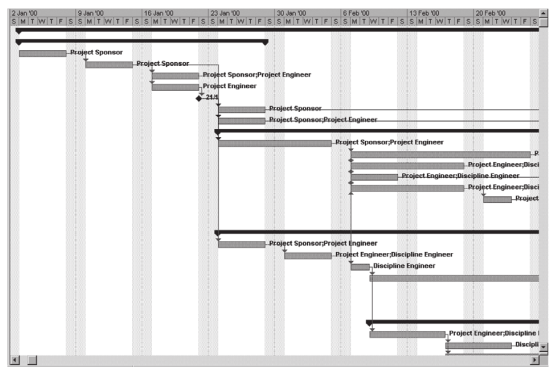 2 Jan '00 9 Jan '00 16 Jan '00 23 Jan '00 30 Jan '00 6 Feb '00 13 Feb '00 20 Feb '00
S M T W T F S S M T W T F S S M T W T F S S M T W T F S S M T W T F S S M T W T F S S M T W T F S S M T W T F S
Project Sponsor
Project Sponsor
Project Sponsor;Project Engineer
Project Engineer
21/1
Project Sponsor
Project Sponsor;Project Engineer
Project Sponsor;Project Engineer
P
Project Engineer;Disci
Project Engineer;Discipline Engineer
Project Engineer;Disci
Project
Project Sponsor;Project Engineer
Project Engineer;Discipline Engineer
Discipline Engineer
Project Engineer;Discipline
Discipli